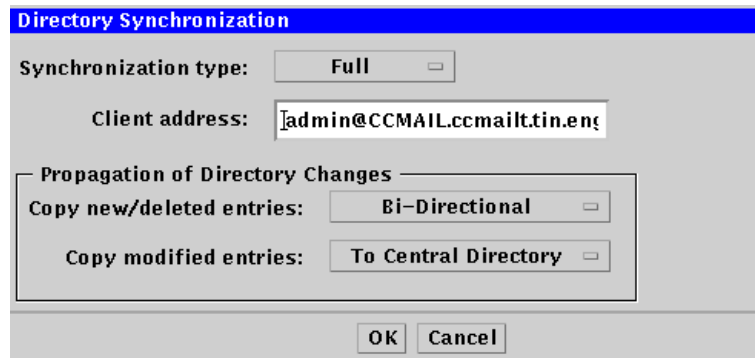 Directory Synchronization
Synchronization type: Full
Client address: admin@CCMAIL.ccmailt.tin.eng
Propagation of Directory Changes
Copy new/deleted entries: Bi-Directional
Copy modified entries: To Central Directory
OK Cancel